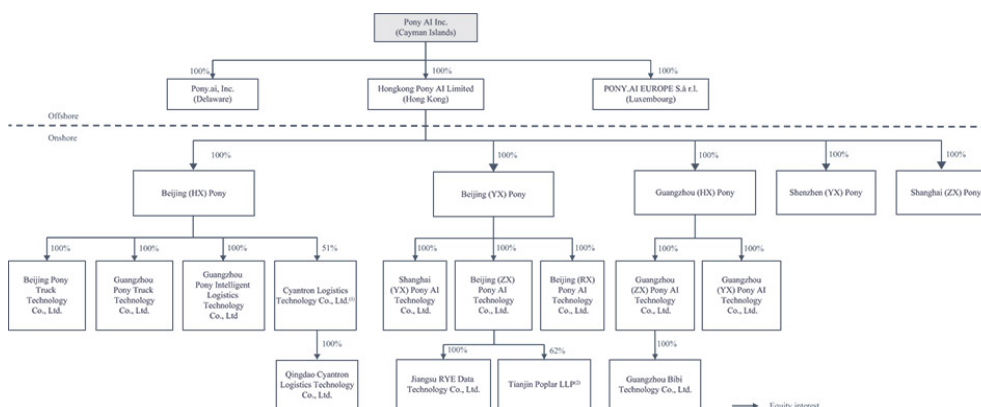 Pony AI Inc.
(Cayman Islands)
100%
100%
100%
Pony.ai, Inc.
(Delaware)
Hongkong Pony AI Limited
(Hong Kong)
PONY.AI EUROPE S.à r.l.
(Luxembourg)
Offshore
Onshore
100%
100%
100%
100%
100%
Beijing (HX) Pony
Beijing (YX) Pony
Guangzhou (HX) Pony
Shenzhen (YX) Pony
Shanghai (ZX) Pony
100%
100%
100%
51%
100%
100%
100%
100%
100%
Beijing Pony
Truck
Technology
Co., Ltd.
Guangzhou
Pony Truck
Technology
Co., Ltd.
Guangzhou
Pony Intelligent
Logistics
Technology
Co., Ltd
Cyantron Logistics
Technology Co., Ltd.(1)
Shanghai
(YX) Pony AI
Technology
Co., Ltd.
Beijing (ZX)
Pony AI
Technology
Co., Ltd.
Beijing (RX)
Pony AI
Technology
Co., Ltd.
Guangzhou
(ZX) Pony AI
Technology
Co., Ltd.
Guangzhou
(YX) Pony AI
Technology
Co., Ltd.
100%
100%
62%
100%
Qingdao Cyantron
Logistics Technology
Co., Ltd.
Jiangsu RYE Data
Technology Co., Ltd.
Tianjin Poplar LLP(2)
Guangzhou Bibi
Technology Co., Ltd.
Equity interest